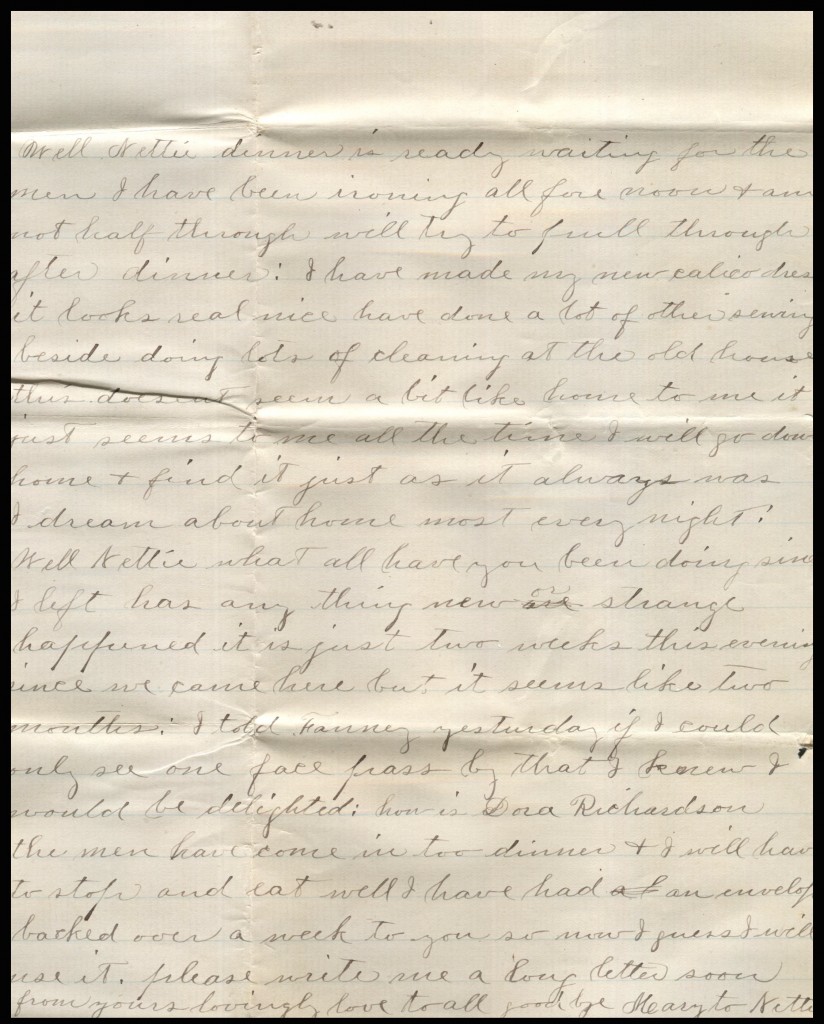 Well Nettie dinner is ready waiting for the
men I have been ironing all fore noon & am
not half through will try to full through
after dinner: I have made my new calico dres
it looks real nice have done a lot of other sewing
beside doing lots of cleaning at the old house
this doesent seem a bit like home to me it
just seems to me all the time I will go down
home & find it just as it always was
I dream about home most every night!
Well Nettie what all have you been doing sinc
I left has any thing new or strange
happened it is just two weeks this evening
since we came here but it seems like two
months: I told Fanney yesturday if I could
only see one face pass by that I knew I
would be delighted: how is Dora Richardson
the men have come in too dinner & I will hav
to stop and eat well I have had an envelop
backed over a week to you so now I guess I will
use it. please write me a long letter soon
from yours lovingly love to all good bye Mary to Nettie